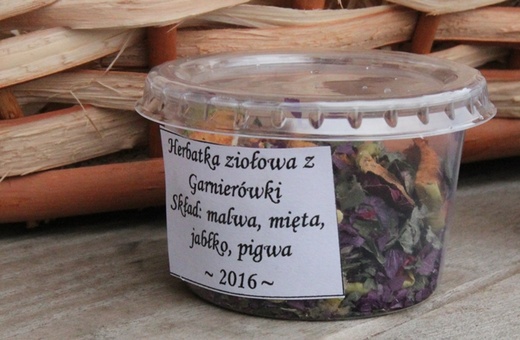 Herbatka ziołowa z
Garnierówki
Skład: malwa, mięta,
jabłko, pigwa
~ 2016 ~